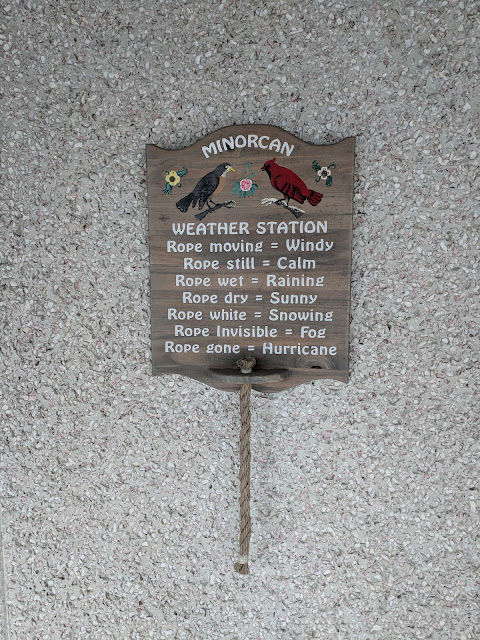 MINORCAN
WEATHER STATION
Rope moving = Windy
Rope still = Calm
Rope wet = Raining
Rope dry = Sunny
Rope white = Snowing
Rope Invisible = Fog
Rope gone = Hurricane